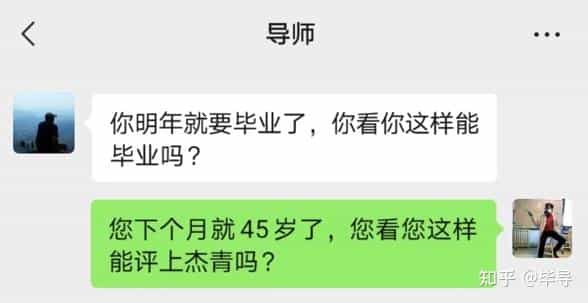 导师
你明年就要毕业了，你看你这样能
毕业吗？
您下个月就45岁了，您看您这样
能评上杰青吗？
知乎 @毕导